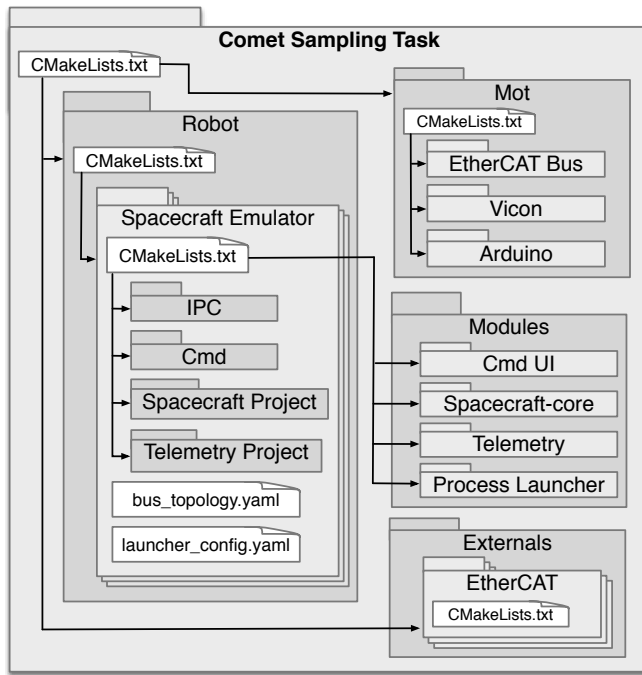 Comet Sampling Task
CMakeLists.txt
Robot
CMakeLists.txt
Spacecraft Emulator
CMakeLists.txt
IPC
Cmd
Spacecraft Project
Telemetry Project
bus_topology.yaml
launcher_config.yaml
Mot
CMakeLists.txt
EtherCAT Bus
Vicon
Arduino
Modules
Cmd UI
Spacecraft-core
Telemetry
Process Launcher
Externals
EtherCAT
CMakeLists.txt